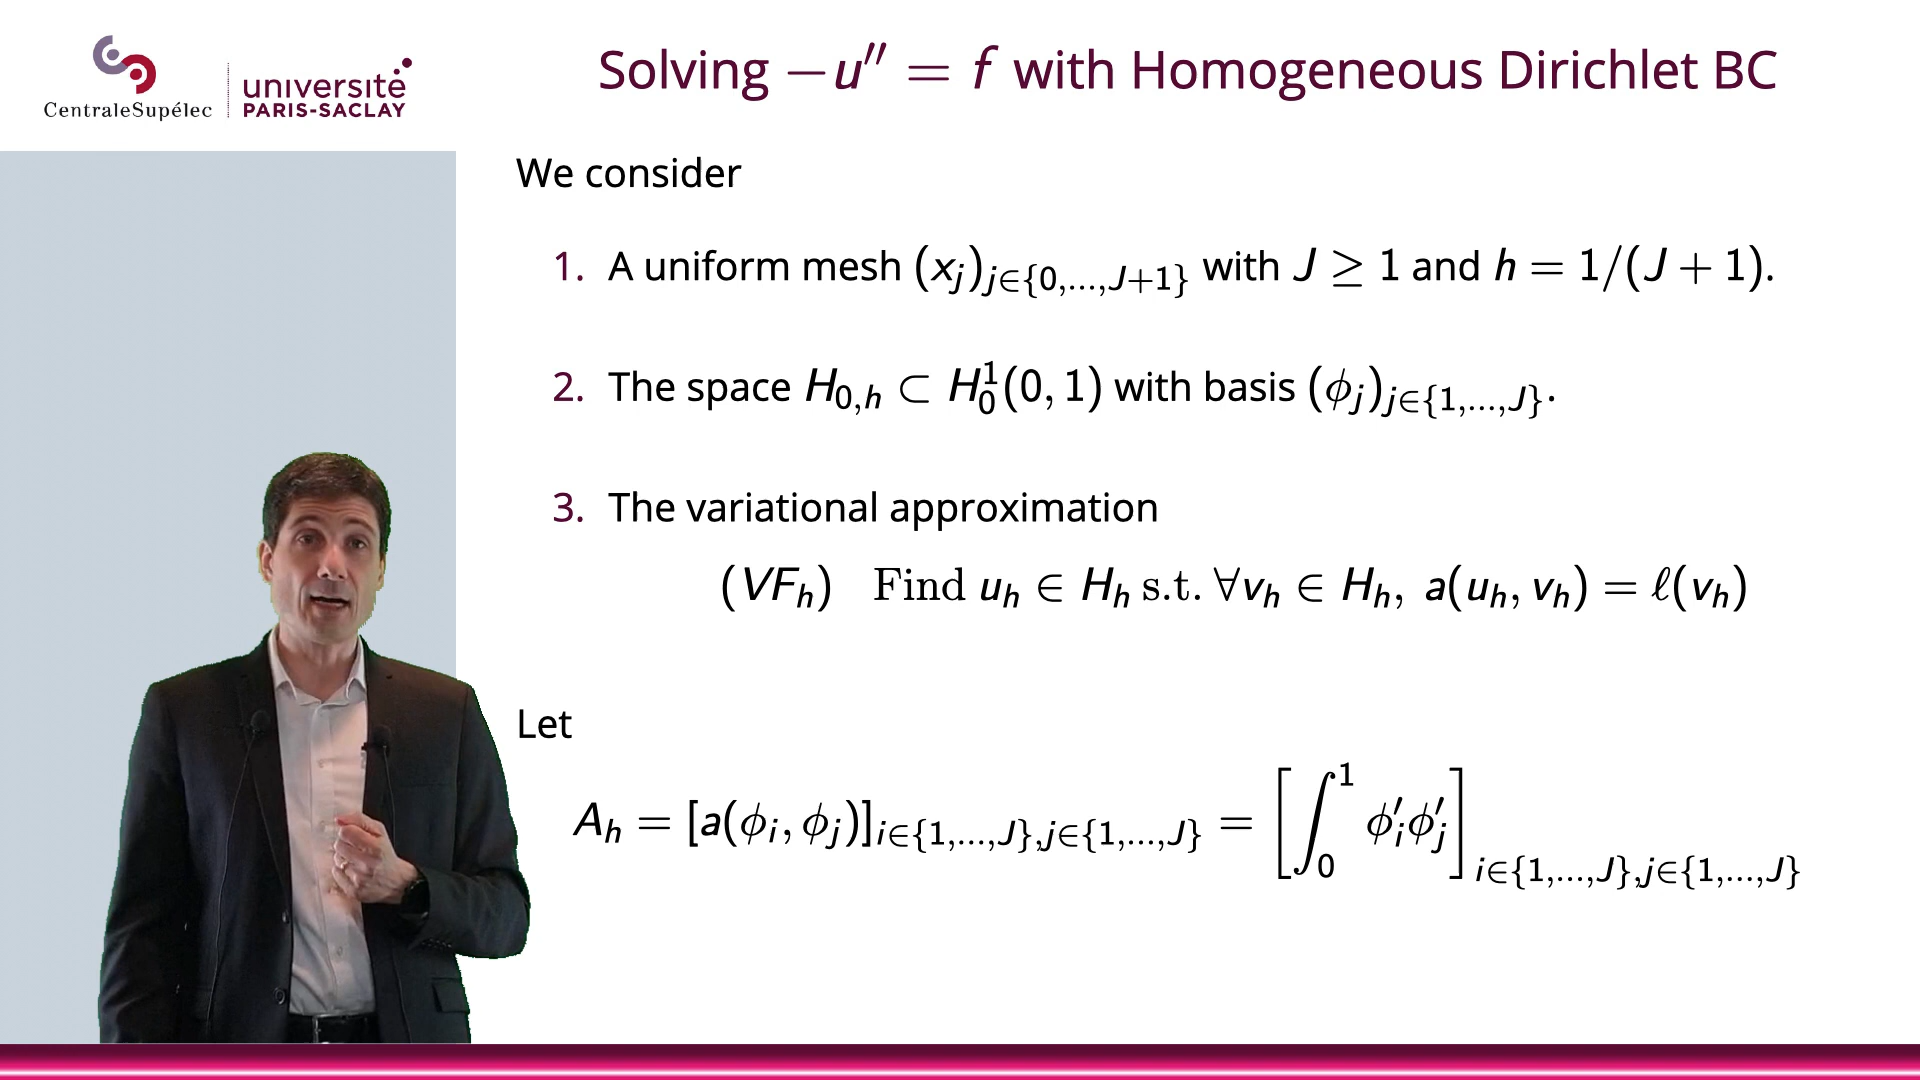 CentraleSupélec
université
PARIS-SACLAY
Solving −u″ = f with Homogeneous Dirichlet BC
We consider
1. A uniform mesh (x_j)_{j∈{0,...,J+1}} with J ≥ 1 and h = 1/(J + 1).
2. The space H_{0,h} ⊂ H^1_0(0, 1) with basis (ϕ_j)_{j∈{1,...,J}}.
3. The variational approximation
(VF_h) Find u_h ∈ H_h s.t. ∀v_h ∈ H_h, a(u_h, v_h) = ℓ(v_h)
Let
A_h = [a(ϕ_i, ϕ_j)]_{i∈{1,...,J},j∈{1,...,J}} = [∫_0^1 ϕ′_i ϕ′_j]_{i∈{1,...,J},j∈{1,...,J}}